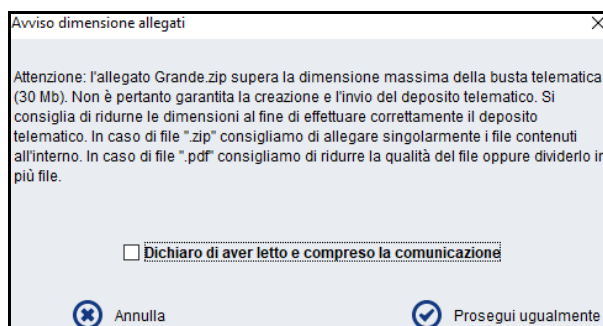 Avviso dimensione allegati
Attenzione: l'allegato Grande.zip supera la dimensione massima della busta telematica
(30 Mb). Non è pertanto garantita la creazione e l'invio del deposito telematico. Si
consiglia di ridurne le dimensioni al fine di effettuare correttamente il deposito
telematico. In caso di file ".zip" consigliamo di allegare singolarmente i file contenuti
all'interno. In caso di file ".pdf" consigliamo di ridurre la qualità del file oppure dividerlo in
più file.
Dichiaro di aver letto e compreso la comunicazione
Annulla
Prosegui ugualmente